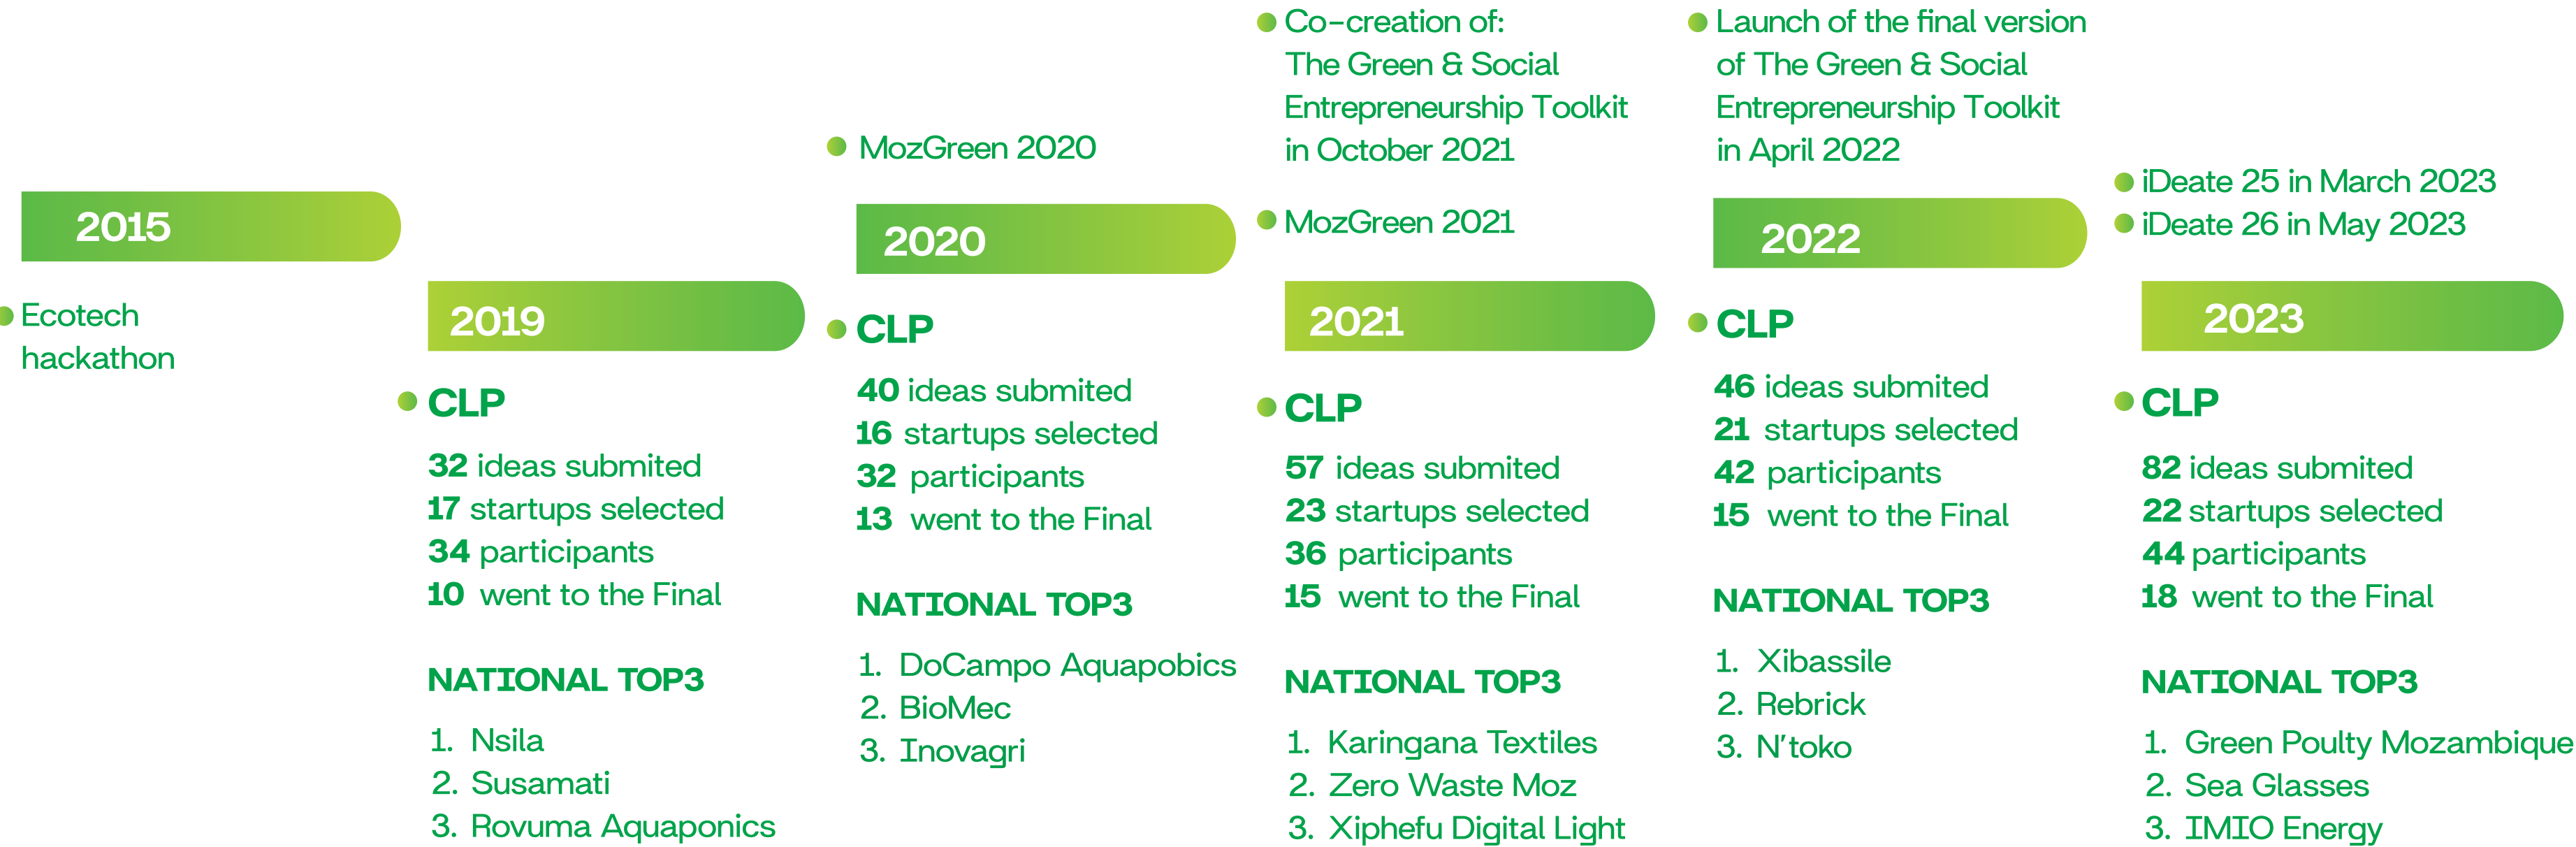 2015
Ecotech
hackathon
2019
CLP
32 ideas submited
17 startups selected
34 participants
10 went to the Final
NATIONAL TOP3
1. Nsila
2. Susamati
3. Rovuma Aquaponics
MozGreen 2020
2020
CLP
40 ideas submited
16 startups selected
32 participants
13 went to the Final
NATIONAL TOP3
1. DoCampo Aquapobics
2. BioMec
3. Inovagri
Co-creation of:
The Green & Social
Entrepreneurship Toolkit
in October 2021
MozGreen 2021
2021
CLP
57 ideas submited
23 startups selected
36 participants
15 went to the Final
NATIONAL TOP3
1. Karingana Textiles
2. Zero Waste Moz
3. Xiphefu Digital Light
Launch of the final version
of The Green & Social
Entrepreneurship Toolkit
in April 2022
2022
CLP
46 ideas submited
21 startups selected
42 participants
15 went to the Final
NATIONAL TOP3
1. Xibassile
2. Rebrick
3. N'toko
iDeate 25 in March 2023
iDeate 26 in May 2023
2023
CLP
82 ideas submited
22 startups selected
44 participants
18 went to the Final
NATIONAL TOP3
1. Green Poulty Mozambique
2. Sea Glasses
3. IMIO Energy